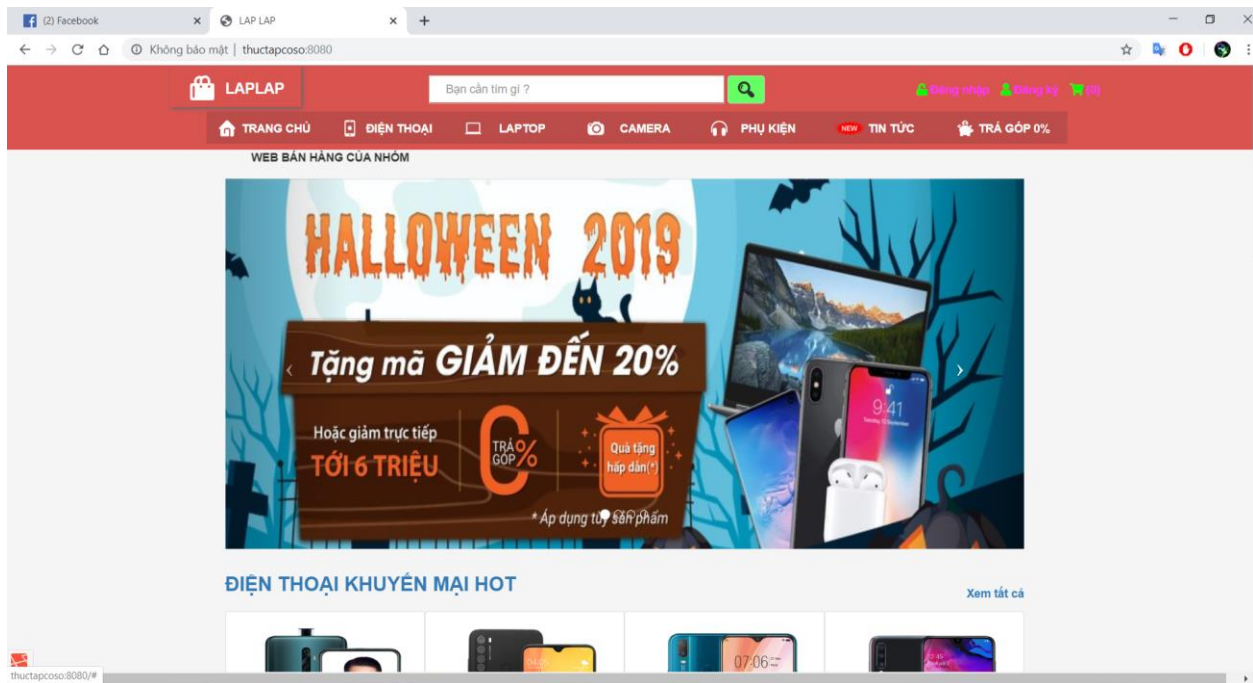 (2) Facebook
LAP LAP
Không bảo mật | thuctapcoso:8080
LAPLAP
Bạn cần tìm gì ?
Đăng nhập Đăng ký (0)
TRANG CHỦ ĐIỆN THOẠI LAPTOP CAMERA PHỤ KIỆN NEW TIN TỨC TRẢ GÓP 0%
WEB BÁN HÀNG CỦA NHÓM
HALLOWEEN 2019
Tặng mã GIẢM ĐẾN 20%
Hoặc giảm trực tiếp
TỚI 6 TRIỆU
TRẢ GÓP 0%
Quà tặng
hấp dẫn(*)
* Áp dụng tùy sản phẩm
9:41
ĐIỆN THOẠI KHUYẾN MẠI HOT
Xem tất cả
07:06
thuctapcoso:8080/#